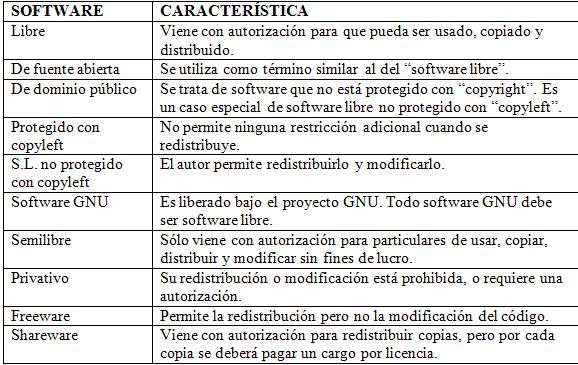 SOFTWARE CARACTERÍSTICA
Libre Viene con autorización para que pueda ser usado, copiado y
distribuido.
De fuente abierta Se utiliza como término similar al del “software libre”.
De dominio público Se trata de software que no está protegido con “copyright”. Es
un caso especial de software libre no protegido con “copyleft”.
Protegido con No permite ninguna restricción adicional cuando se
copyleft redistribuye.
S.L. no protegido El autor permite redistribuirlo y modificarlo.
con copyleft
Software GNU Es liberado bajo el proyecto GNU. Todo software GNU debe
ser software libre.
Semilibre Sólo viene con autorización para particulares de usar, copiar,
distribuir y modificar sin fines de lucro.
Privativo Su redistribución o modificación está prohibida, o requiere una
autorización.
Freeware Permite la redistribución pero no la modificación del código.
Shareware Viene con autorización para redistribuir copias, pero por cada
copia se deberá pagar un cargo por licencia.